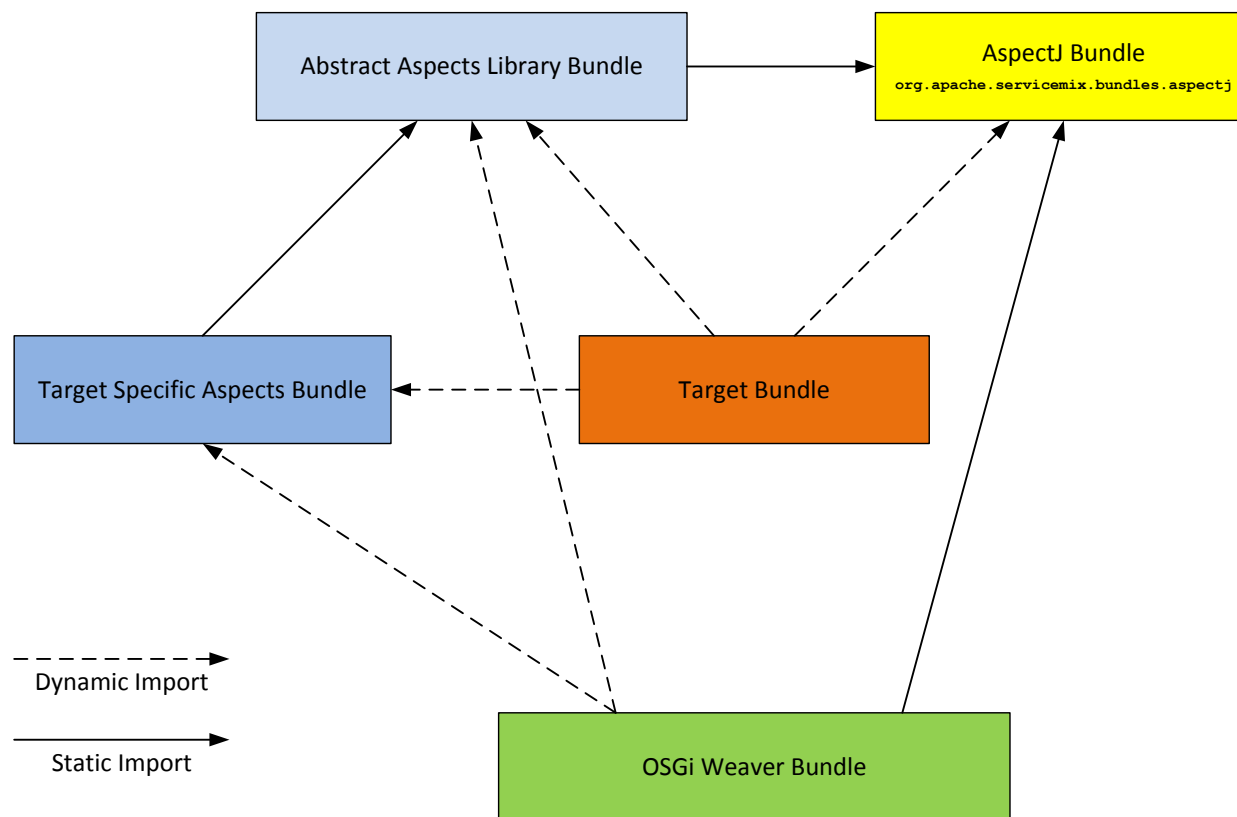 Abstract Aspects Library Bundle
AspectJ Bundle
org.apache.servicemix.bundles.aspectj
Target Specific Aspects Bundle
Target Bundle
Dynamic Import
Static Import
OSGi Weaver Bundle